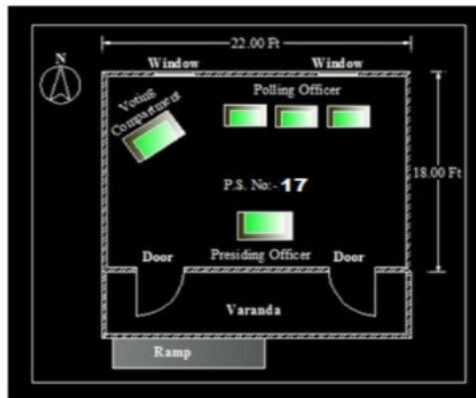 22.00 Ft
N
Window
Window
Voting
Compartment
Polling Officer
18.00 Ft
P.S. No:- 17
Door
Presiding Officer
Door
Varanda
Ramp